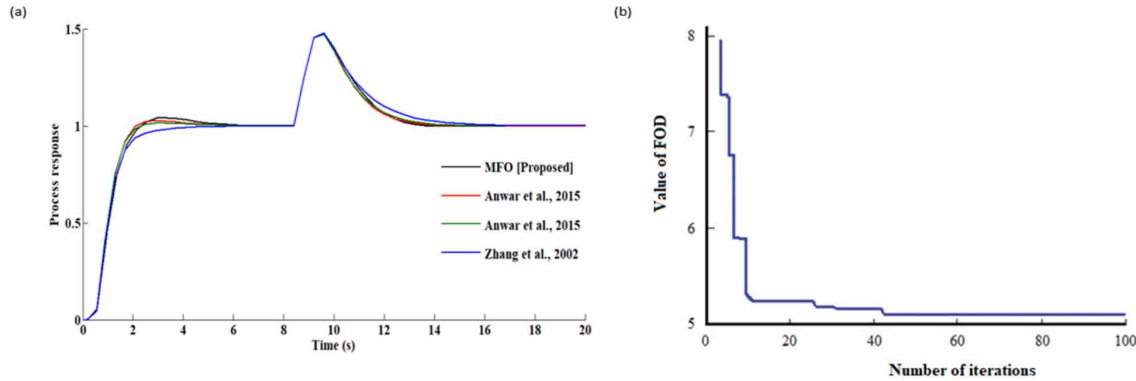 (a)
(b)
1.5
1
0.5
0
0 2 4 6 8 10 12 14 16 18 20
Process response
Time (s)
MFO [Proposed]
Anwar et al., 2015
Anwar et al., 2015
Zhang et al., 2002
8
7
6
5
0 20 40 60 80 100
Value of FOD
Number of iterations